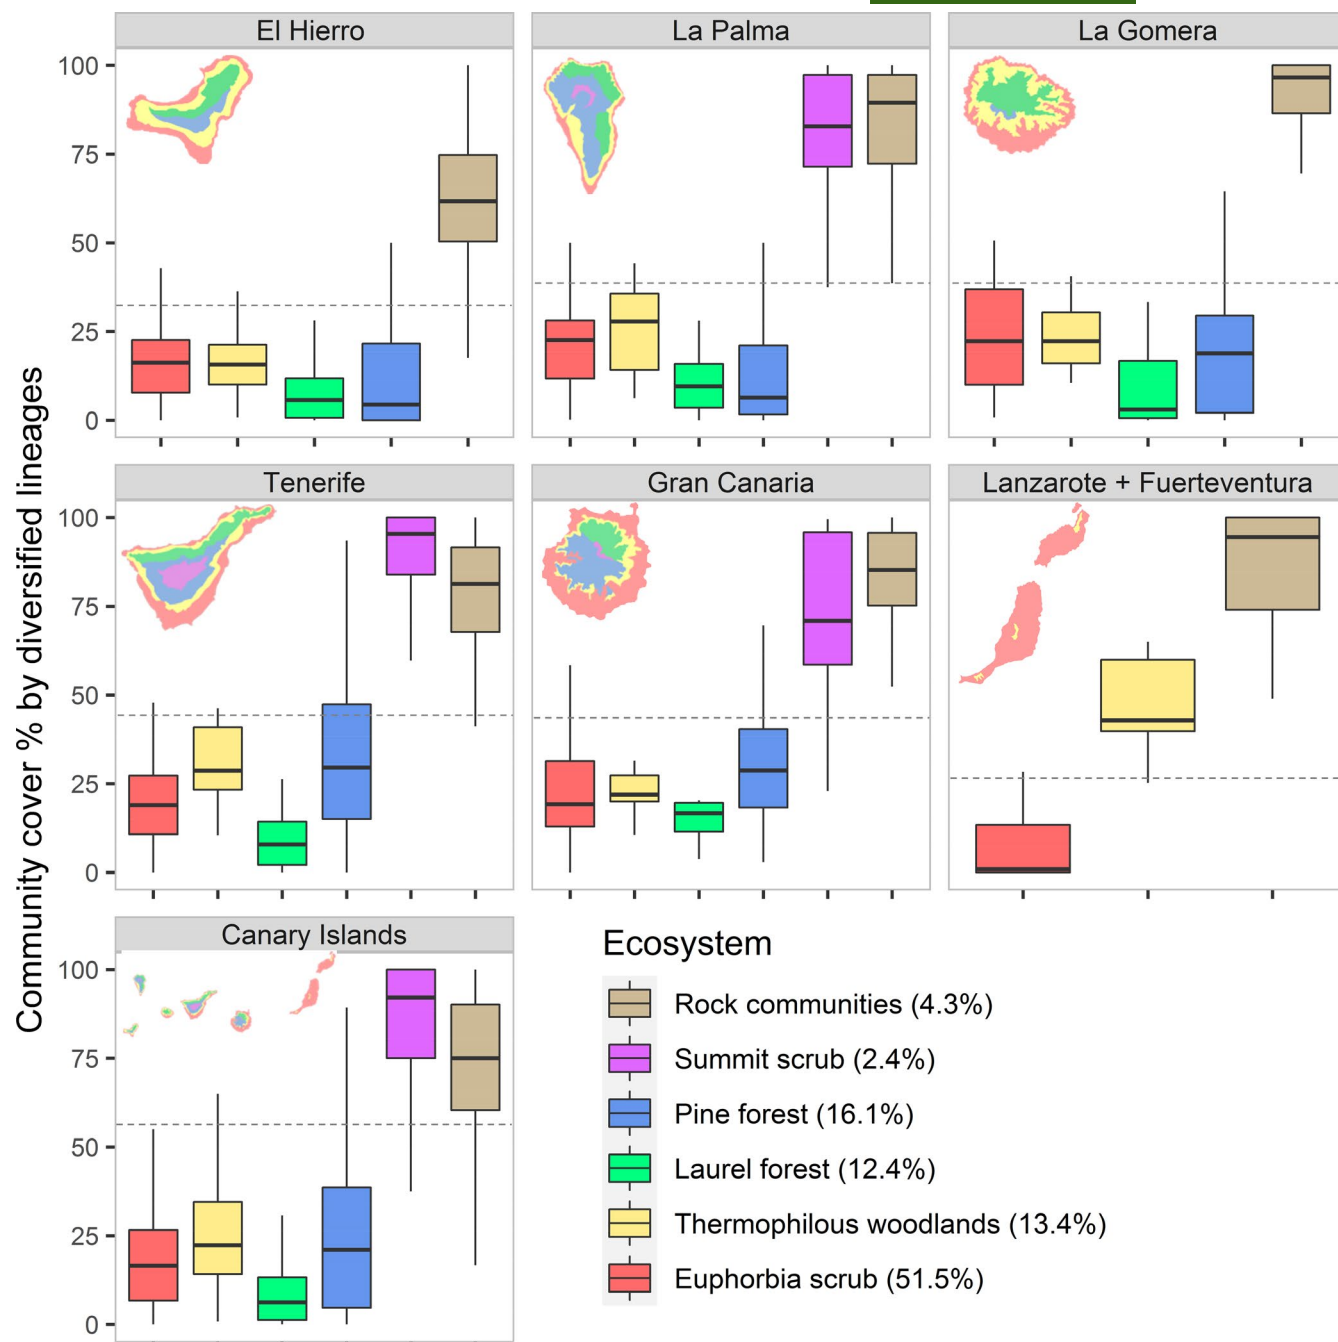 El Hierro
La Palma
La Gomera
100
75
50
25
0
Tenerife
Gran Canaria
Lanzarote + Fuerteventura
100
75
50
25
0
Community cover % by diversified lineages
Canary Islands
100
75
50
25
0
Ecosystem
Rock communities (4.3%)
Summit scrub (2.4%)
Pine forest (16.1%)
Laurel forest (12.4%)
Thermophilous woodlands (13.4%)
Euphorbia scrub (51.5%)